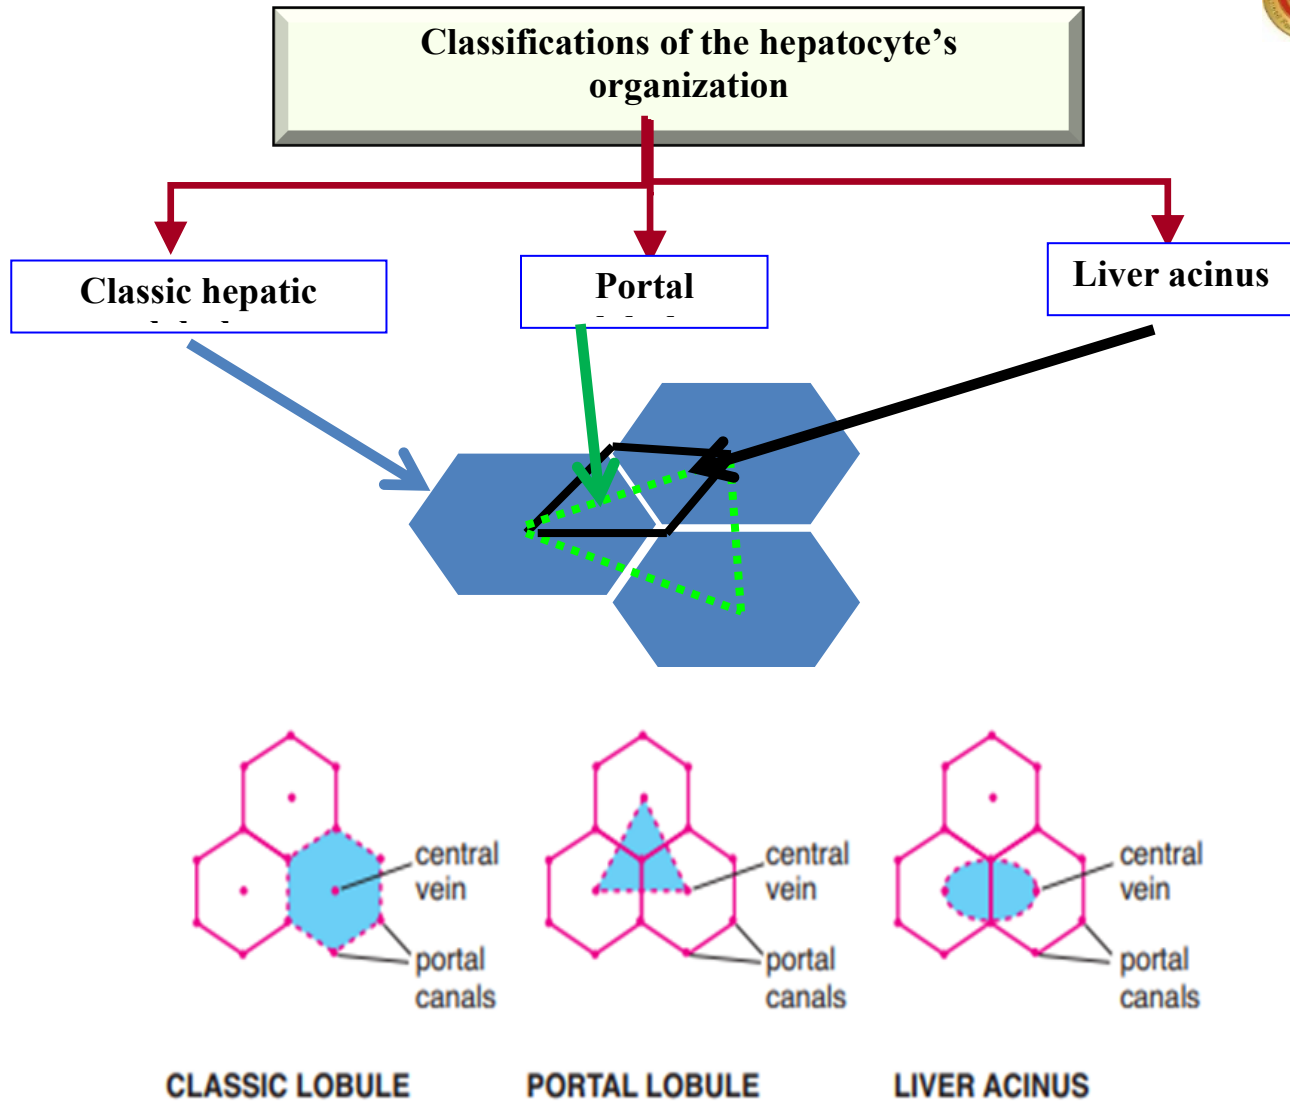 Classifications of the hepatocyte’s
organization
Classic hepatic
Portal
Liver acinus
central
vein
portal
canals
central
vein
portal
canals
central
vein
portal
canals
CLASSIC LOBULE
PORTAL LOBULE
LIVER ACINUS